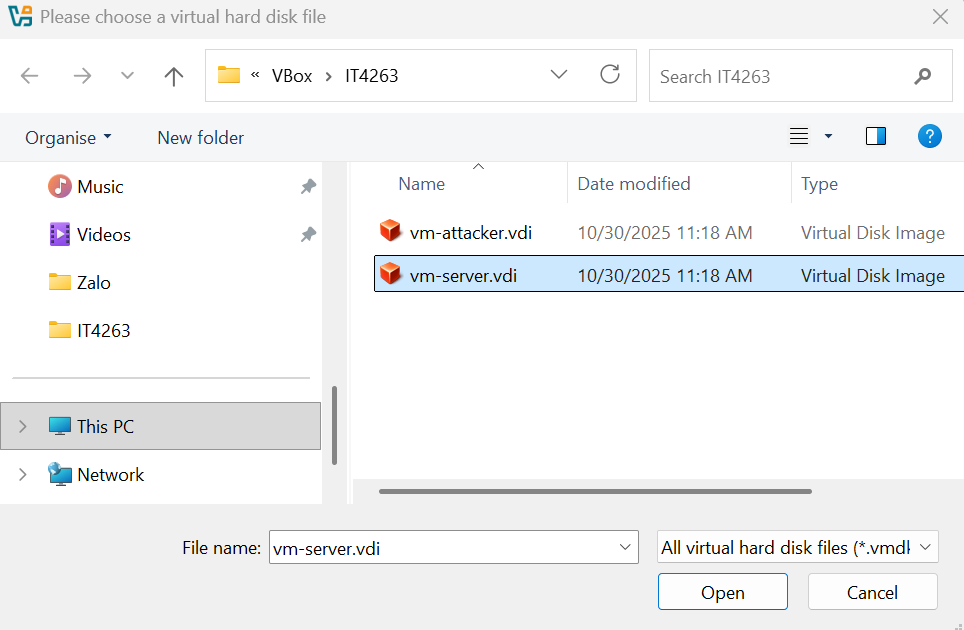 Please choose a virtual hard disk file
« VBox › IT4263
Search IT4263
Organise
New folder
?
Music
Videos
Zalo
IT4263
This PC
Network
Name Date modified Type
vm-attacker.vdi 10/30/2025 11:18 AM Virtual Disk Image
vm-server.vdi 10/30/2025 11:18 AM Virtual Disk Image
File name: vm-server.vdi All virtual hard disk files (*.vmdk
Open Cancel